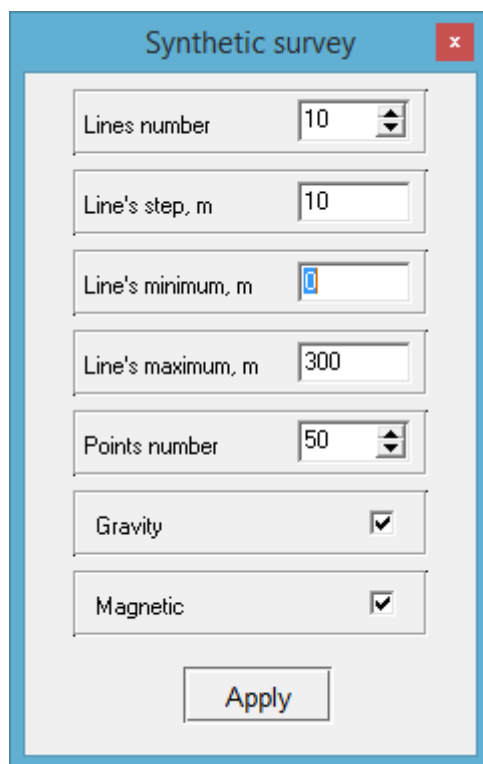 Synthetic survey
x
Lines number 10
Line's step, m 10
Line's minimum, m 0
Line's maximum, m 300
Points number 50
Gravity
Magnetic
Apply